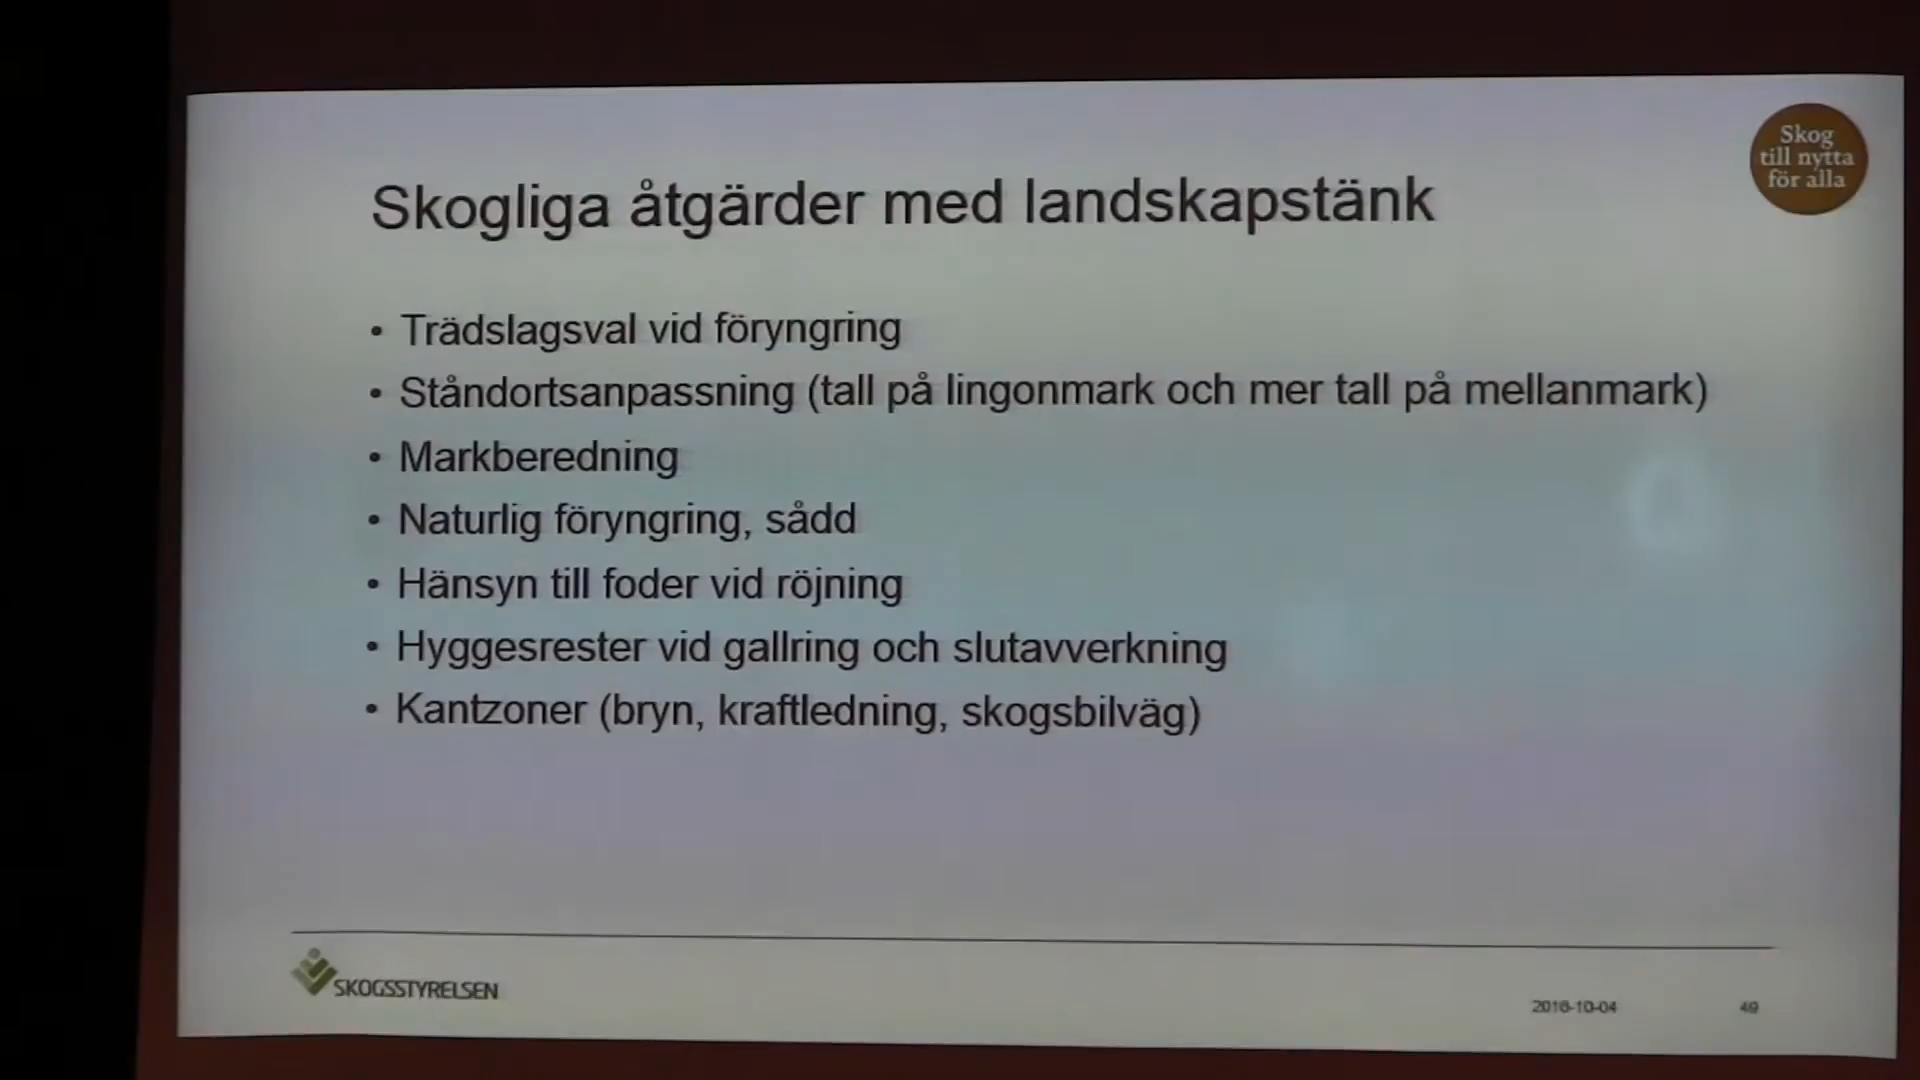 Skog
till nytta
för alla
Skogliga åtgärder med landskapstänk
• Trädslagsval vid föryngring
• Ståndortsanpassning (tall på lingonmark och mer tall på mellanmark)
• Markberedning
• Naturlig föryngring, sådd
• Hänsyn till foder vid röjning
• Hyggesrester vid gallring och slutavverkning
• Kantzoner (bryn, kraftledning, skogsbilväg)
SKOGSSTYRELSEN
2016-10-04
49